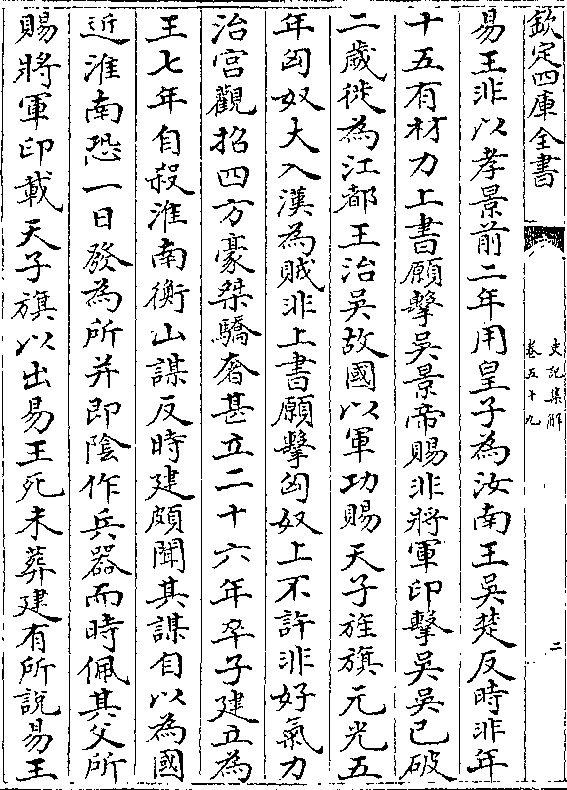 欽定四庫全書
史記集解
卷五十九
二
易王非以孝景前二年用皇子為汝南王吳楚反時非年
十五有材力上書願擊吳景帝賜非將軍印擊吳吳已破
二歲徙為江都王治吳故國以軍功賜天子旌旗元光五
年匈奴大入漢為賊非上書願擊匈奴上不許非好氣力
治宮觀招四方豪桀驕奢甚立二十六年卒子建立為
王七年自殺淮南衡山謀反時建頗聞其謀自以為國
近淮南恐一日發為所并即陰作兵器而時佩其父所
賜將軍印載天子旗以出易王死未葬建有所說易王